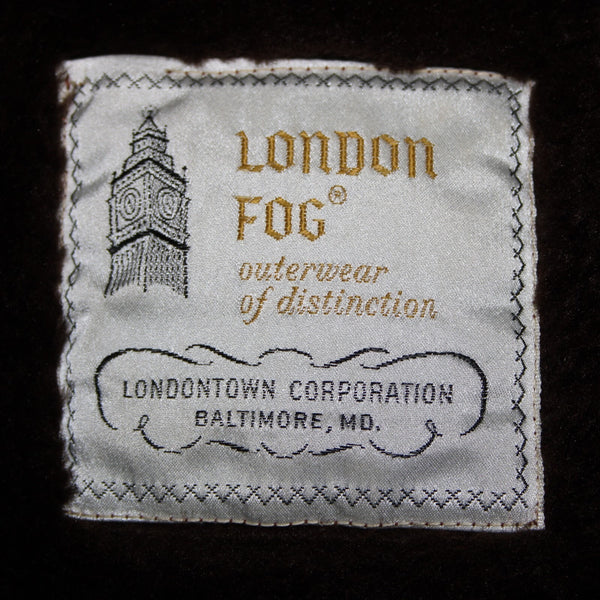 LONDON
FOG®
outerwear
of distinction
LONDONTOWN CORPORATION
BALTIMORE, MD.